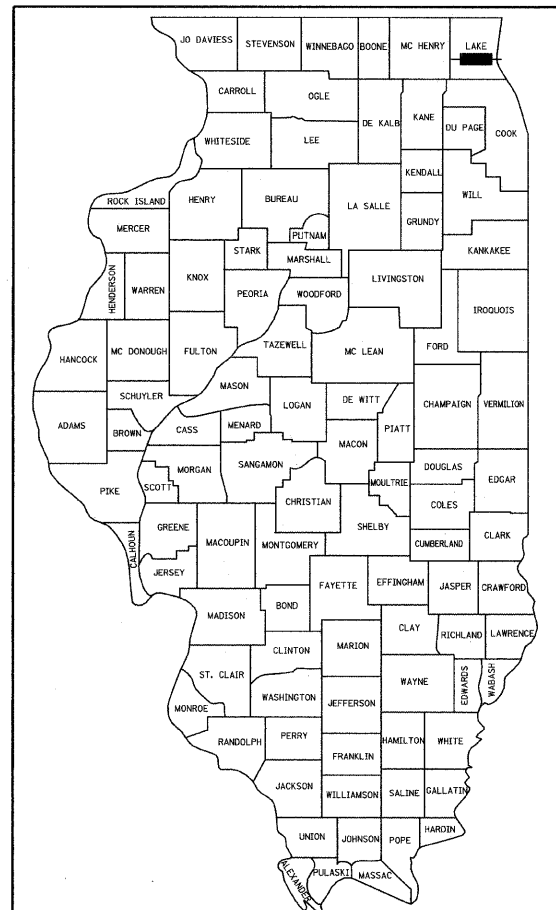 JO DAVIESS
STEVENSON
WINNEBAGO
BOONE
MC HENRY
LAKE
CARROLL
OGLE
DE KALB
KANE
DU PAGE
COOK
WHITESIDE
LEE
KENDALL
WILL
ROCK ISLAND
HENRY
BUREAU
LA SALLE
GRUNDY
MERCER
PUTNAM
KANKAKEE
STARK
MARSHALL
HENDERSON
WARREN
KNOX
PEORIA
WOODFORD
LIVINGSTON
IROQUOIS
HANCOCK
MC DONOUGH
FULTON
TAZEWELL
MC LEAN
FORD
MASON
SCHUYLER
LOGAN
DE WITT
CHAMPAIGN
VERMILION
ADAMS
BROWN
CASS
MENARD
PIATT
MACON
PIKE
SCOTT
MORGAN
SANGAMON
MOULTRIE
DOUGLAS
EDGAR
CHRISTIAN
COLES
CALHOUN
GREENE
MACOUPIN
MONTGOMERY
SHELBY
CUMBERLAND
CLARK
JERSEY
FAYETTE
EFFINGHAM
JASPER
CRAWFORD
MADISON
BOND
CLAY
RICHLAND
LAWRENCE
CLINTON
MARION
ST. CLAIR
WAYNE
EDWARDS
WABASH
WASHINGTON
JEFFERSON
MONROE
RANDOLPH
PERRY
HAMILTON
WHITE
FRANKLIN
JACKSON
WILLIAMSON
SALINE
GALLATIN
UNION
JOHNSON
POPE
HARDIN
ALEXANDER
PULASKI
MASSAC